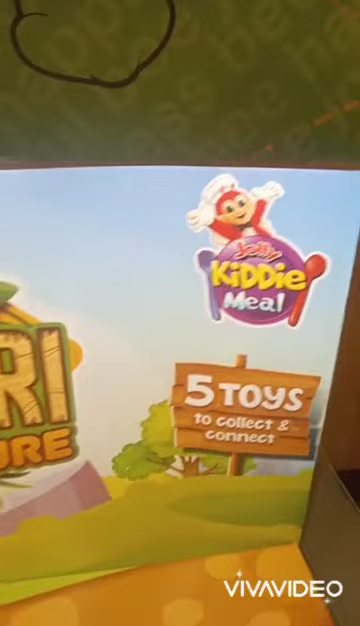 Jolly
KiDDie
Meal
RI
URE
5 TOYS
to collect &
connect
VIVAVIDEO